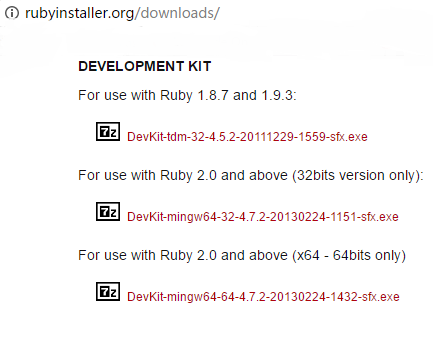 rubyinstaller.org/downloads/
DEVELOPMENT KIT
For use with Ruby 1.8.7 and 1.9.3:
7z DevKit-tdm-32-4.5.2-20111229-1559-sfx.exe
For use with Ruby 2.0 and above (32bits version only):
7z DevKit-mingw64-32-4.7.2-20130224-1151-sfx.exe
For use with Ruby 2.0 and above (x64 - 64bits only)
7z DevKit-mingw64-64-4.7.2-20130224-1432-sfx.exe